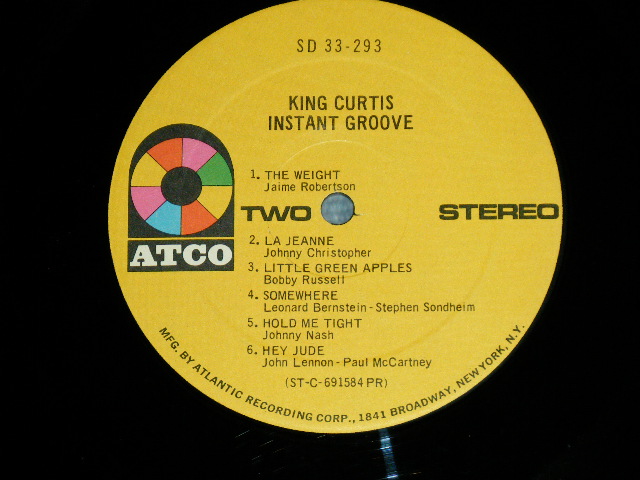 SD 33-293
KING CURTIS
INSTANT GROOVE
1. THE WEIGHT
Jaime Robertson
TWO
STEREO
ATCO
2. LA JEANNE
Johnny Christopher
3. LITTLE GREEN APPLES
Bobby Russell
4. SOMEWHERE
Leonard Bernstein - Stephen Sondheim
5. HOLD ME TIGHT
Johnny Nash
6. HEY JUDE
John Lennon - Paul McCartney
(ST-C-691584 PR)
MFG. BY ATLANTIC RECORDING CORP., 1841 BROADWAY, NEW YORK, N.Y.